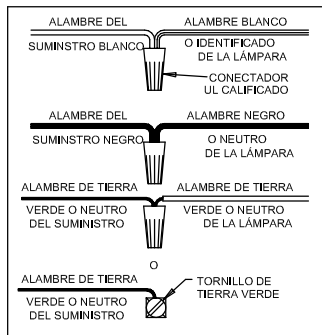 ALAMBRE DEL
SUMINSTRO BLANCO
ALAMBRE BLANCO
O IDENTIFICADO
DE LA LÁMPARA
CONECTADOR
UL CALIFICADO
ALAMBRE DEL
SUMINSTRO NEGRO
ALAMBRE NEGRO
O NEUTRO
DE LA LÁMPARA
ALAMBRE DE TIERRA
VERDE O NEUTRO
DEL SUMINISTRO
ALAMBRE DE TIERRA
VERDE O NEUTRO
DE LA LÁMPARA
O
ALAMBRE DE TIERRA
VERDE O NEUTRO
DEL SUMINISTRO
TORNILLO DE
TIERRA VERDE